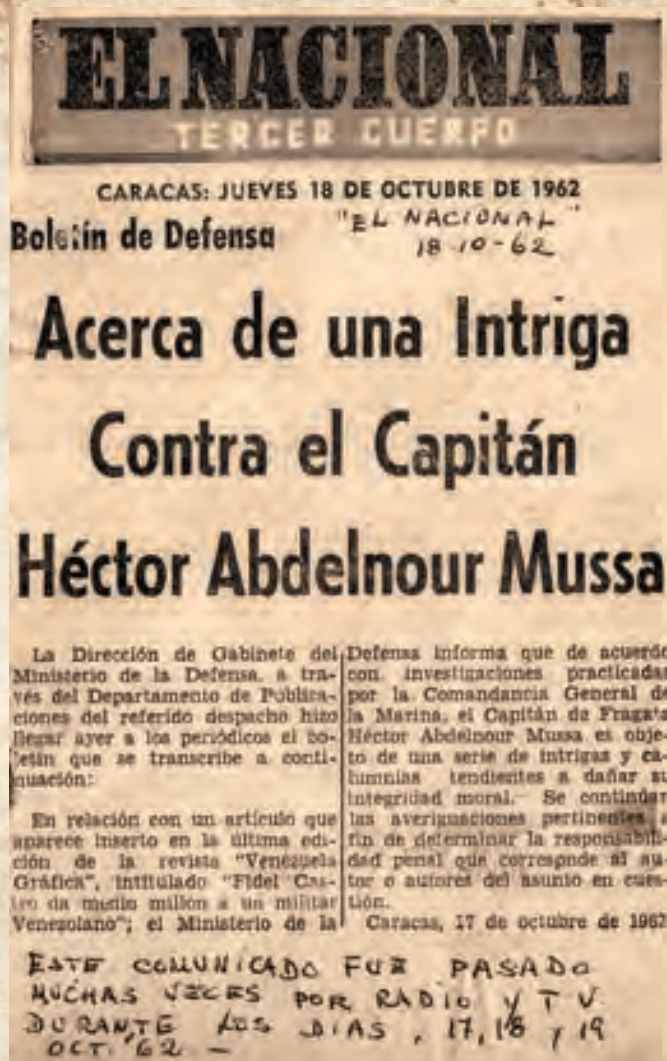 EL NACIONAL
TERCER CUERPO
CARACAS: JUEVES 18 DE OCTUBRE DE 1962
Boletín de Defensa
"EL NACIONAL"
18-10-62
Acerca de una Intriga
Contra el Capitán
Héctor Abdelnour Mussa
La Dirección de Gabinete del
Ministerio de la Defensa, a tra-
vés del Departamento de Publica-
ciones del referido despacho hizo
llegar ayer a los periódicos el bo-
letín que se transcribe a conti-
nuación:
En relación con un artículo que
aparece inserto en la última edi-
ción de la revista "Venezuela
Gráfica", intitulado "Fidel Cas-
tro da medio millón a un militar
Venezolano"; el Ministerio de la
Defensa informa que de acuerdo
con investigaciones practicadas
por la Comandancia General de
la Marina, el Capitán de Fragata
Héctor Abdelnour Mussa es obje-
to de una serie de intrigas y ca-
lumnias tendientes a dañar su
integridad moral. Se continúan
las averiguaciones pertinentes a
fin de determinar la responsabili-
dad penal que corresponde al au-
tor o autores del asunto en cues-
tión.
Caracas, 17 de octubre de 1962
ESTE COMUNICADO FUE PASADO
MUCHAS VECES POR RADIO Y TV
DURANTE LOS DIAS, 17, 18 y 19
OCT. '62 -